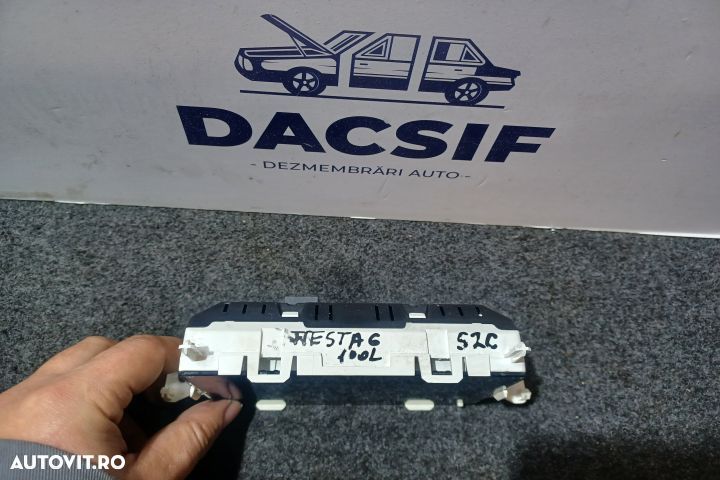 DACSIF
- DEZMEMBRĂRI AUTO -
FIESTA 6
100L
S2C
AUTOVIT.RO